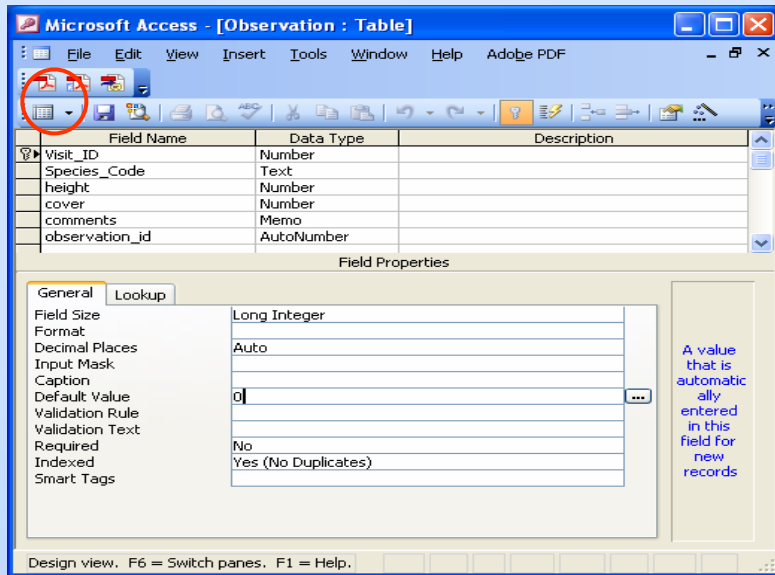 Microsoft Access - [Observation : Table]
File Edit View Insert Tools Window Help Adobe PDF
ABC
Field Name Data Type Description
Visit_ID Number
Species_Code Text
height Number
cover Number
comments Memo
observation_id AutoNumber
Field Properties
General Lookup
Field Size Long Integer
Format
Decimal Places Auto
Input Mask
Caption
Default Value 0 ...
Validation Rule
Validation Text
Required No
Indexed Yes (No Duplicates)
Smart Tags
A value
that is
automatic
ally
entered
in this
field for
new
records
Design view. F6 = Switch panes. F1 = Help.